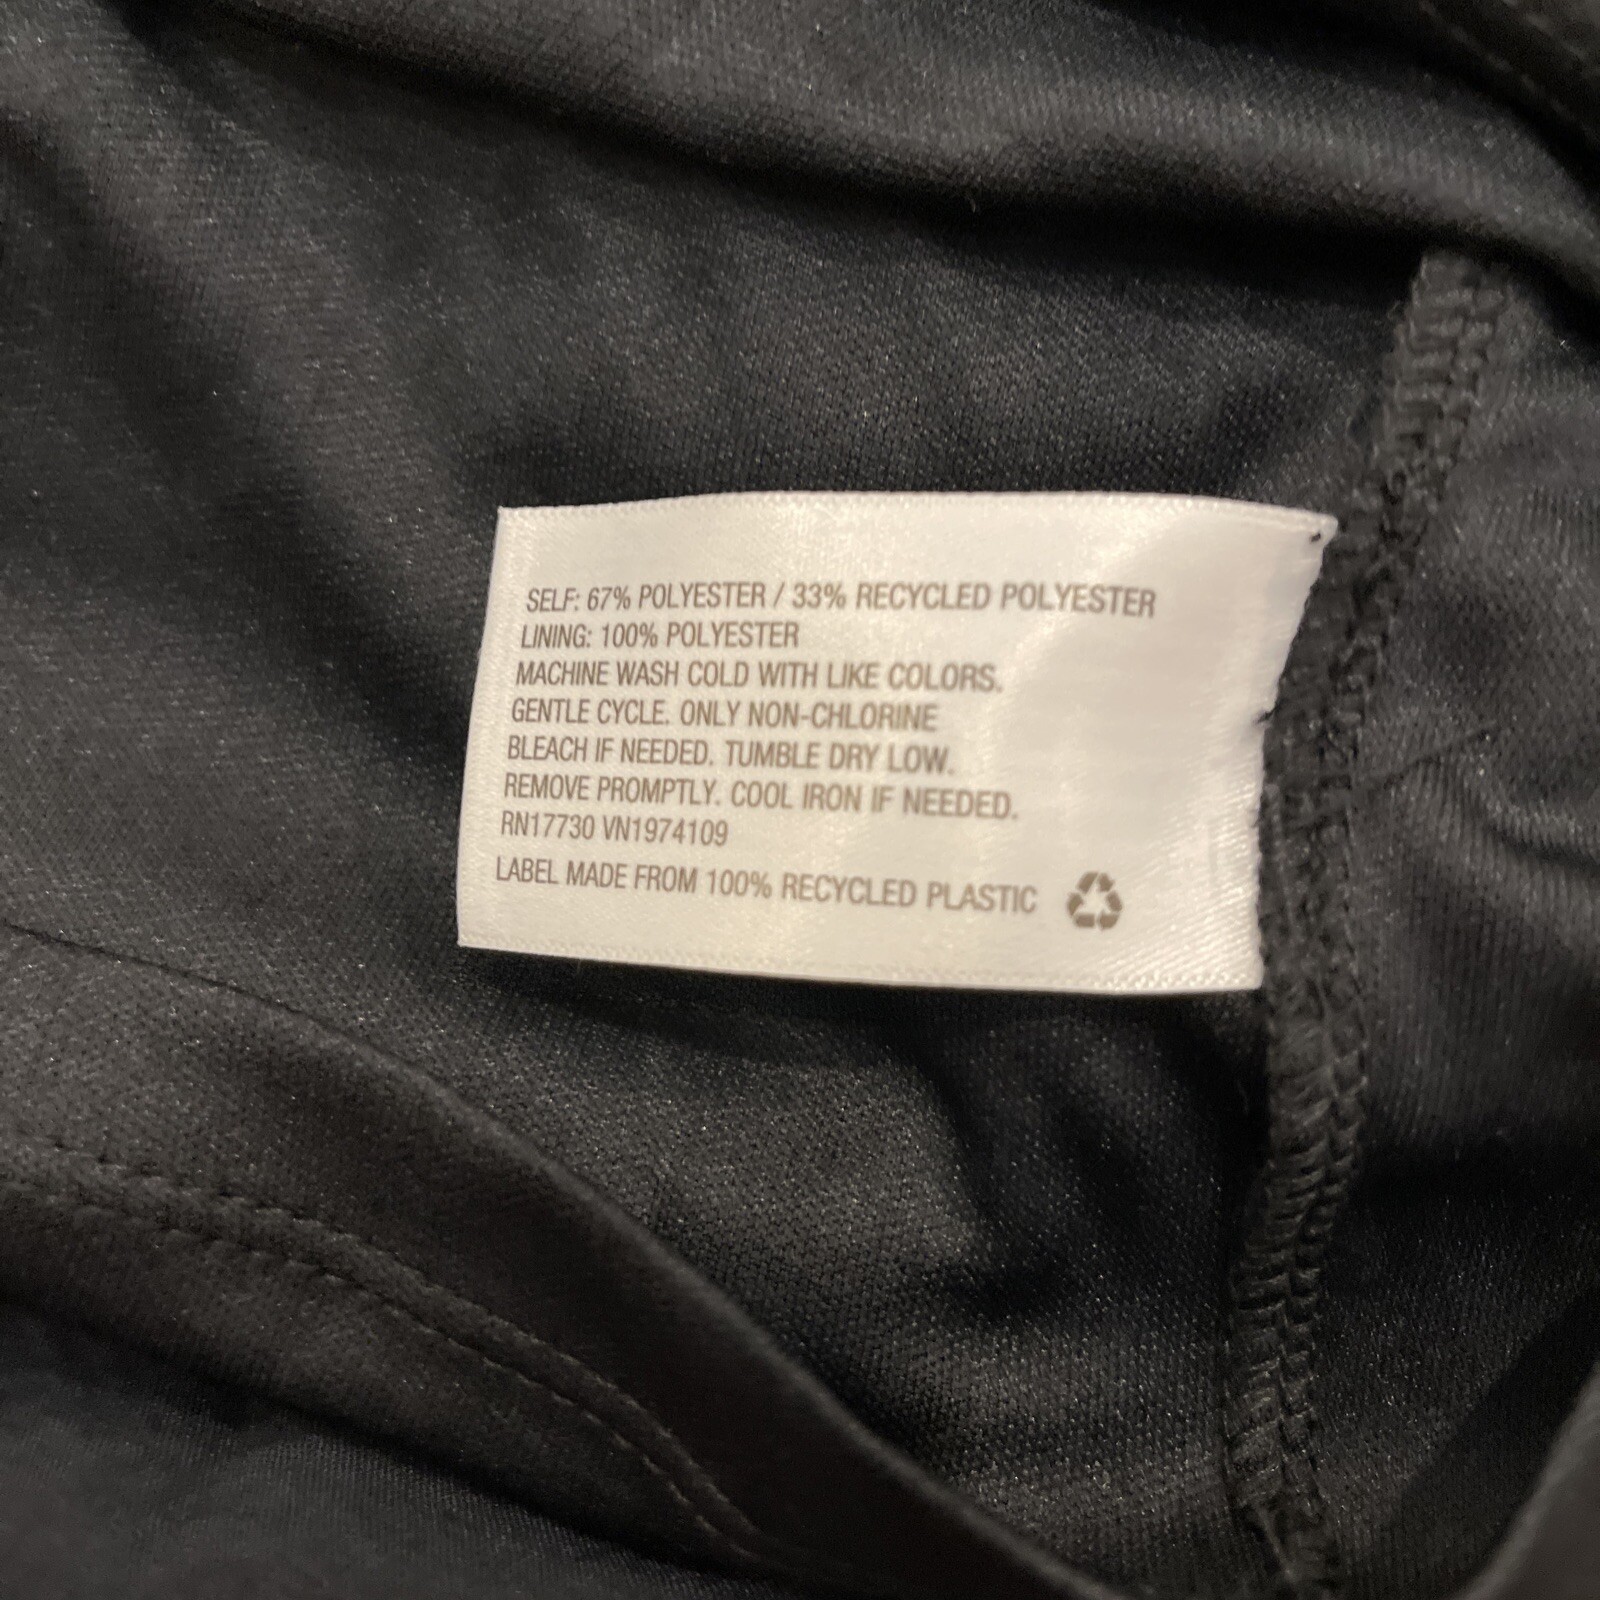 SELF: 67% POLYESTER / 33% RECYCLED POLYESTER
LINING: 100% POLYESTER
MACHINE WASH COLD WITH LIKE COLORS.
GENTLE CYCLE. ONLY NON-CHLORINE
BLEACH IF NEEDED. TUMBLE DRY LOW.
REMOVE PROMPTLY. COOL IRON IF NEEDED.
RN17730 VN1974109
LABEL MADE FROM 100% RECYCLED PLASTIC